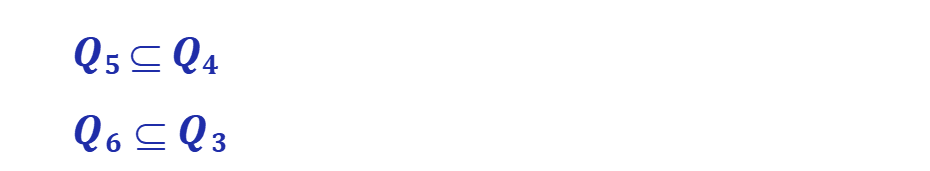 Q₅ ⊆ Q₄
Q₆ ⊆ Q₃